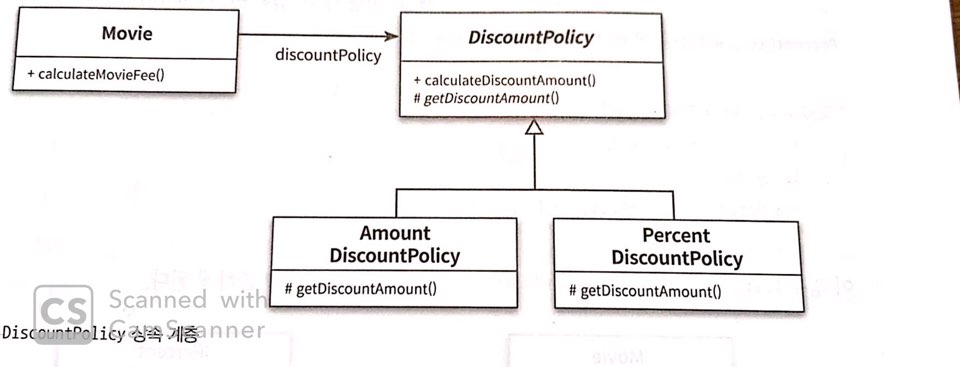 Movie
+ calculateMovieFee()
discountPolicy
DiscountPolicy
+ calculateDiscountAmount()
# getDiscountAmount()
Amount
DiscountPolicy
# getDiscountAmount()
Percent
DiscountPolicy
# getDiscountAmount()
CS
Scanned with
CamScanner
DiscountPolicy 상속 계층